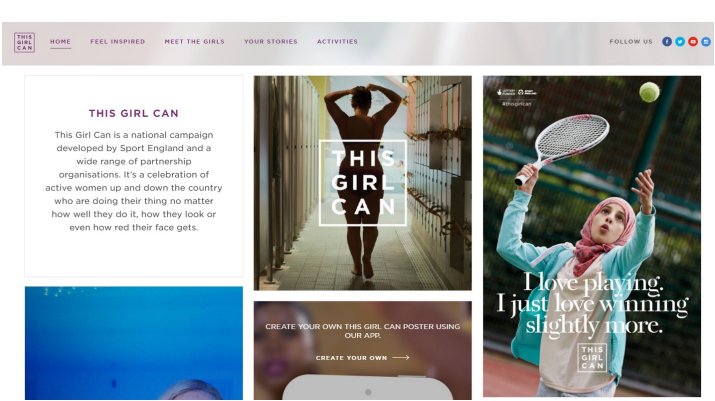 THIS
GIRL
CAN
HOME
FEEL INSPIRED
MEET THE GIRLS
YOUR STORIES
ACTIVITIES
FOLLOW US
THIS GIRL CAN
This Girl Can is a national campaign
developed by Sport England and a
wide range of partnership
organisations. It's a celebration of
active women up and down the country
who are doing their thing no matter
how well they do it, how they look or
even how red their face gets.
THIS
GIRL
CAN
CREATE YOUR OWN THIS GIRL CAN POSTER USING
OUR APP.
CREATE YOUR OWN
#thisgirlcan
I love playing.
I just love winning
slightly more.
THIS
GIRL
CAN